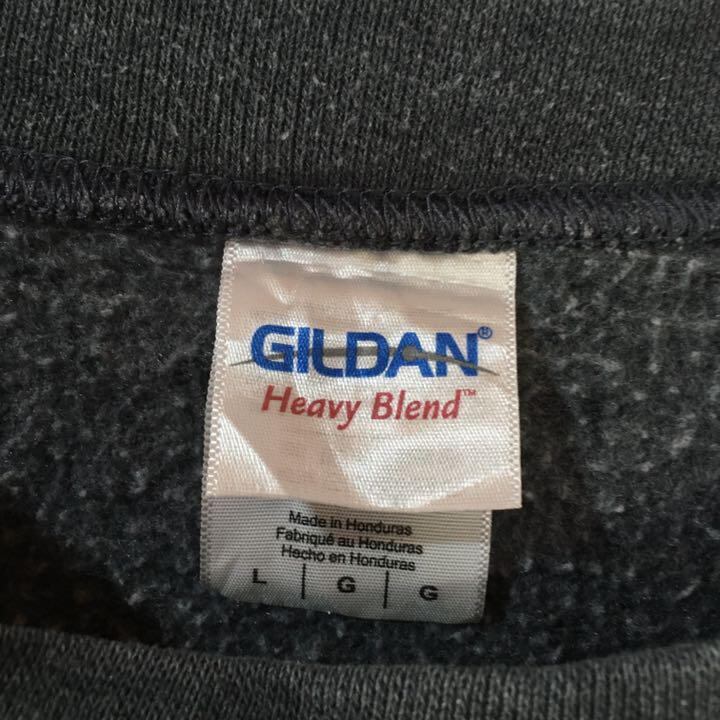 GILDAN®
Heavy Blend™
Made in Honduras
Fabriqué au Honduras
Hecho en Honduras
L | G | G